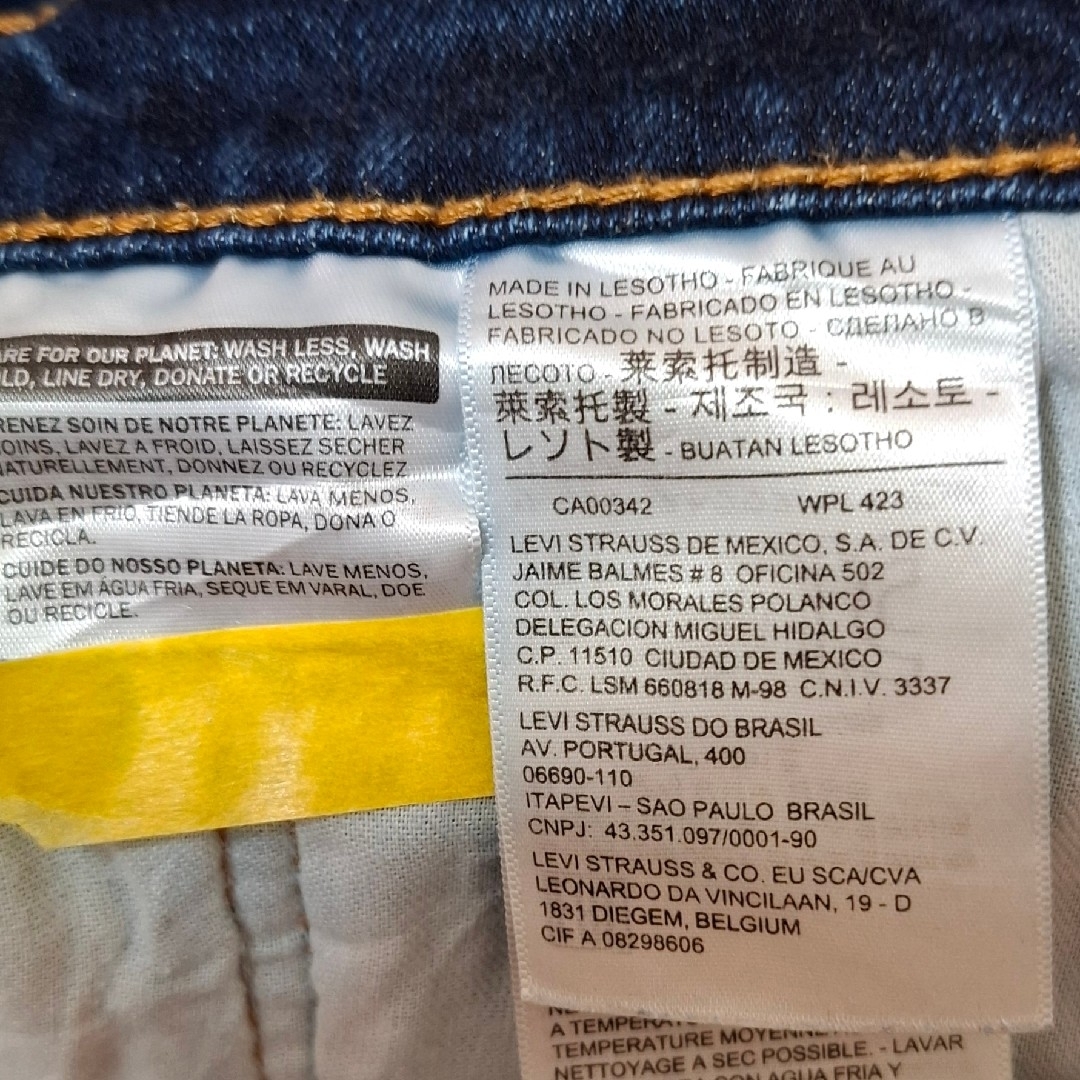 ARE FOR OUR PLANET: WASH LESS, WASH
LD, LINE DRY, DONATE OR RECYCLE
RENEZ SOIN DE NOTRE PLANETE: LAVEZ
OINS, LAVEZ A FROID, LAISSEZ SECHER
ATURELLEMENT, DONNEZ OU RECYCLEZ
CUIDA NUESTRO PLANETA: LAVA MENOS,
LAVA EN FRIO, TIENDE LA ROPA, DONA O
RECICLA.
CUIDE DO NOSSO PLANETA: LAVE MENOS,
LAVE EM ÁGUA FRIA, SEQUE EM VARAL, DOE
OU RECICLE.
MADE IN LESOTHO - FABRIQUE AU
LESOTHO - FABRICADO EN LESOTHO -
FABRICADO NO LESOTO - СДЕЛАНО В
ЛЕСОТО - 莱索托制造 -
萊索托製 - 제조국 : 레소토 -
レソト製 - BUATAN LESOTHO
CA00342 WPL 423
LEVI STRAUSS DE MEXICO, S.A. DE C.V.
JAIME BALMES # 8 OFICINA 502
COL. LOS MORALES POLANCO
DELEGACION MIGUEL HIDALGO
C.P. 11510 CIUDAD DE MEXICO
R.F.C. LSM 660818 M-98 C.N.I.V. 3337
LEVI STRAUSS DO BRASIL
AV. PORTUGAL, 400
06690-110
ITAPEVI – SAO PAULO BRASIL
CNPJ: 43.351.097/0001-90
LEVI STRAUSS & CO. EU SCA/CVA
LEONARDO DA VINCILAAN, 19 - D
1831 DIEGEM, BELGIUM
CIF A 08298606
A
TEMPERATURE MOYENNE
NETTOYAGE A SEC POSSIBLE. - LAVAR
CON AGUA FRIA Y